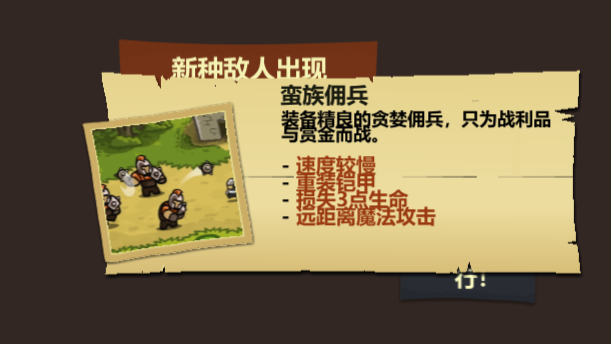 新种敌人出现
蛮族佣兵
装备精良的贪婪佣兵，只为战利品
与赏金而战。
- 速度较慢
- 重装铠甲
- 损失3点生命
- 远距离魔法攻击
行！